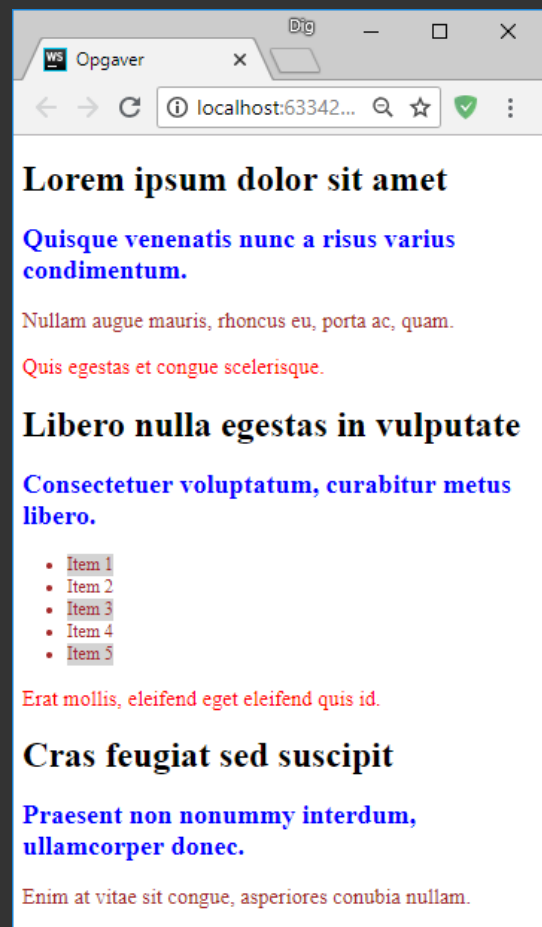 Dig
WS Opgaver
localhost:63342...
Lorem ipsum dolor sit amet
Quisque venenatis nunc a risus varius
condimentum.
Nullam augue mauris, rhoncus eu, porta ac, quam.
Quis egestas et congue scelerisque.
Libero nulla egestas in vulputate
Consectetuer voluptatum, curabitur metus
libero.
Item 1
Item 2
Item 3
Item 4
Item 5
Erat mollis, eleifend eget eleifend quis id.
Cras feugiat sed suscipit
Praesent non nonummy interdum,
ullamcorper donec.
Enim at vitae sit congue, asperiores conubia nullam.